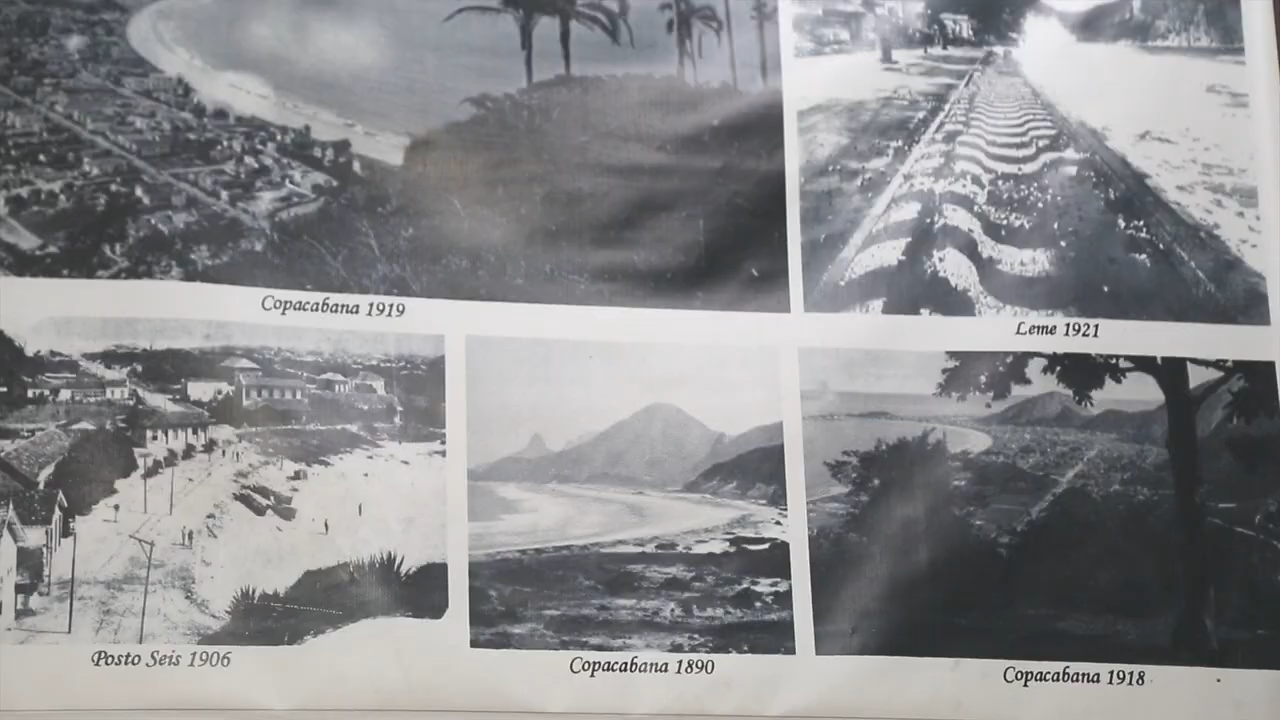 Copacabana 1919
Leme 1921
Posto Seis 1906
Copacabana 1890
Copacabana 1918